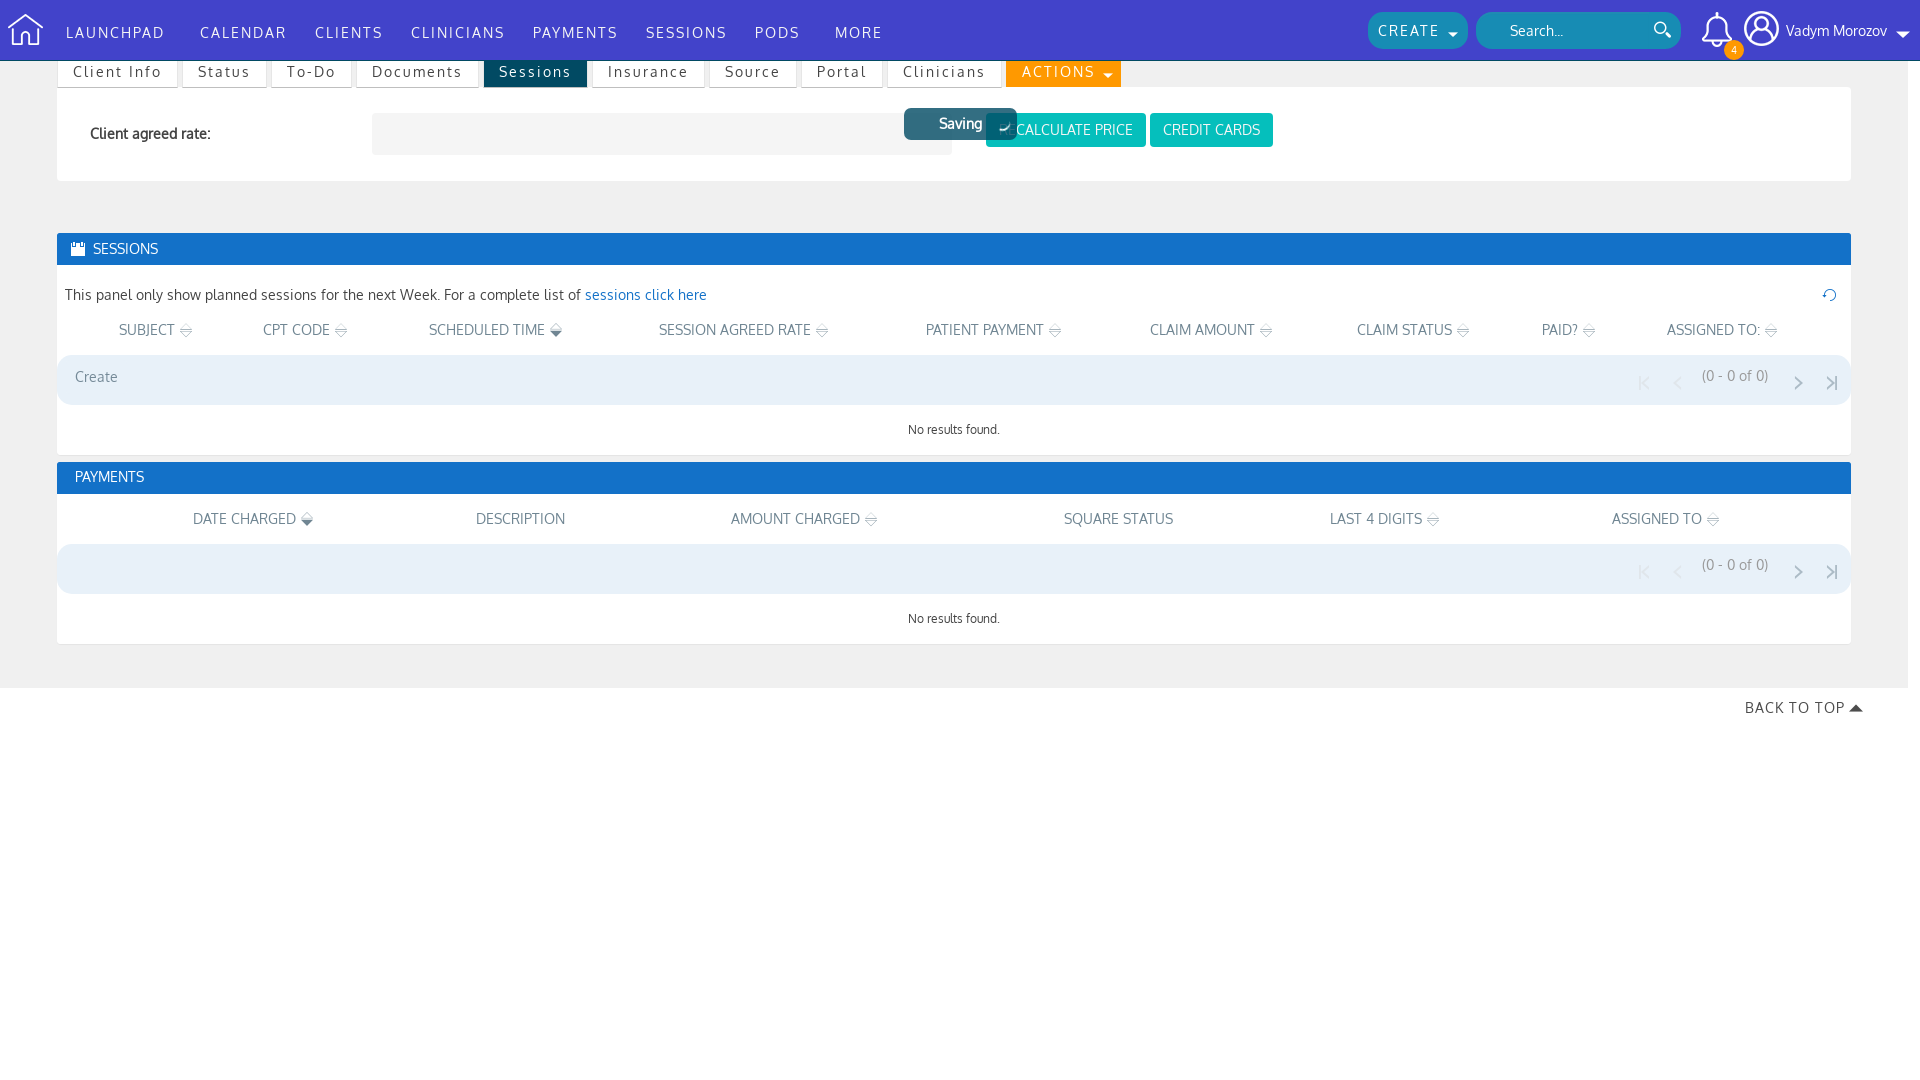 LAUNCHPAD CALENDAR CLIENTS CLINICIANS PAYMENTS SESSIONS PODS MORE CREATE Search... 4 Vadym Morozov
Client Info Status To-Do Documents Sessions Insurance Source Portal Clinicians ACTIONS
Client agreed rate: Saving RECALCULATE PRICE CREDIT CARDS
SESSIONS
This panel only show planned sessions for the next Week. For a complete list of sessions click here
SUBJECT CPT CODE SCHEDULED TIME SESSION AGREED RATE PATIENT PAYMENT CLAIM AMOUNT CLAIM STATUS PAID? ASSIGNED TO:
Create (0 - 0 of 0)
No results found.
PAYMENTS
DATE CHARGED DESCRIPTION AMOUNT CHARGED SQUARE STATUS LAST 4 DIGITS ASSIGNED TO
(0 - 0 of 0)
No results found.
BACK TO TOP